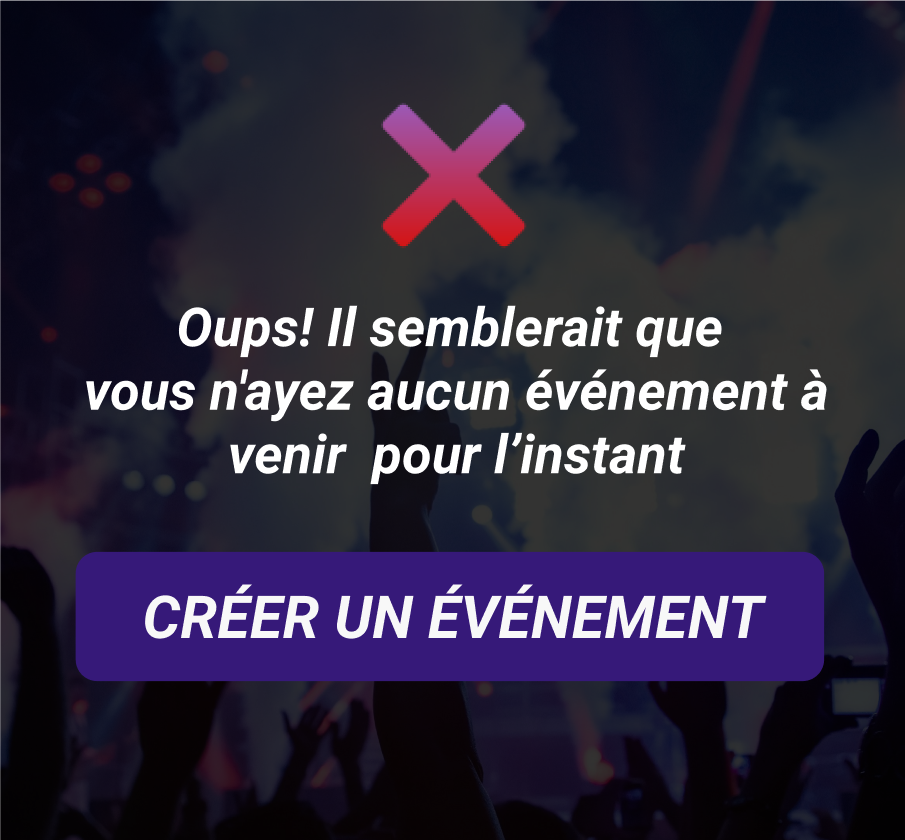 Oups! Il semblerait que
vous n'ayez aucun événement à
venir  pour l’instant
CRÉER UN ÉVÉNEMENT